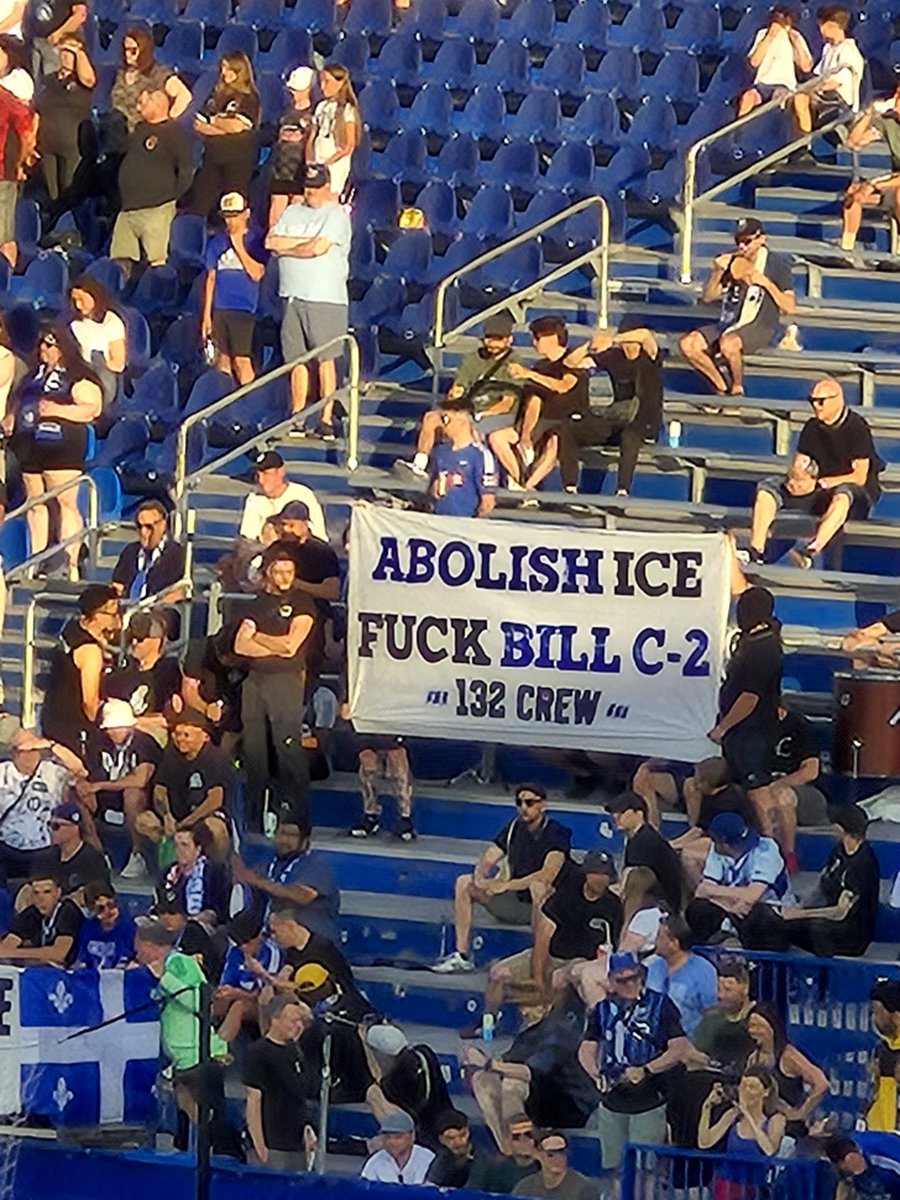 ABOLISH ICE
FUCK BILL C-2
"" 132 CREW ""